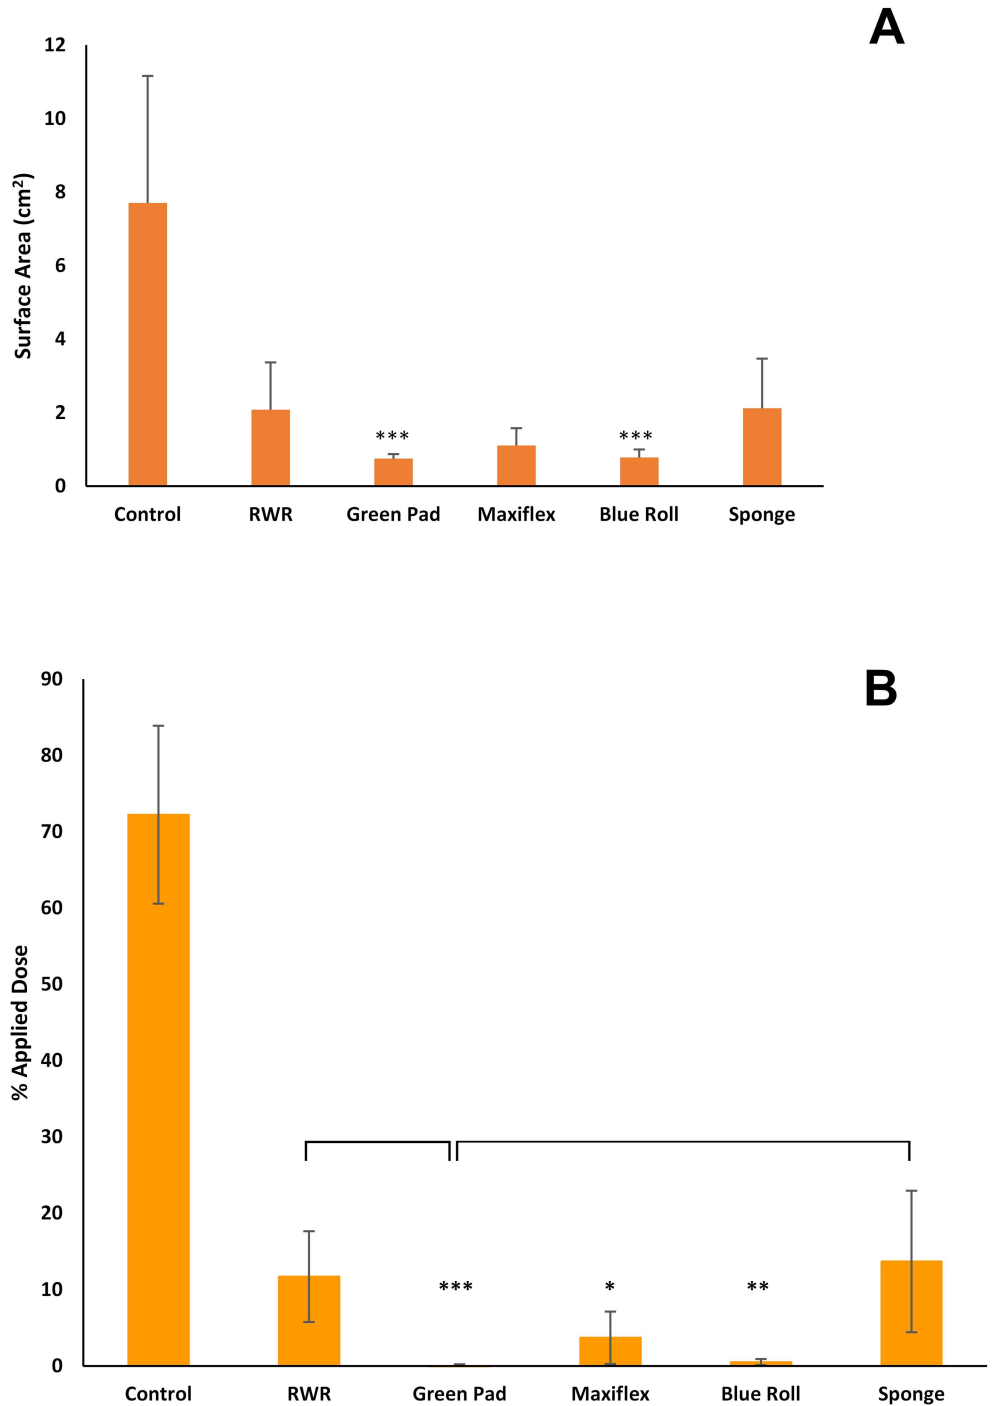 A
12
10
8
6
4
2
0
Surface Area (cm²)
***
***
Control RWR Green Pad Maxiflex Blue Roll Sponge
B
90
80
70
60
50
40
30
20
10
0
% Applied Dose
*** * **
Control RWR Green Pad Maxiflex Blue Roll Sponge